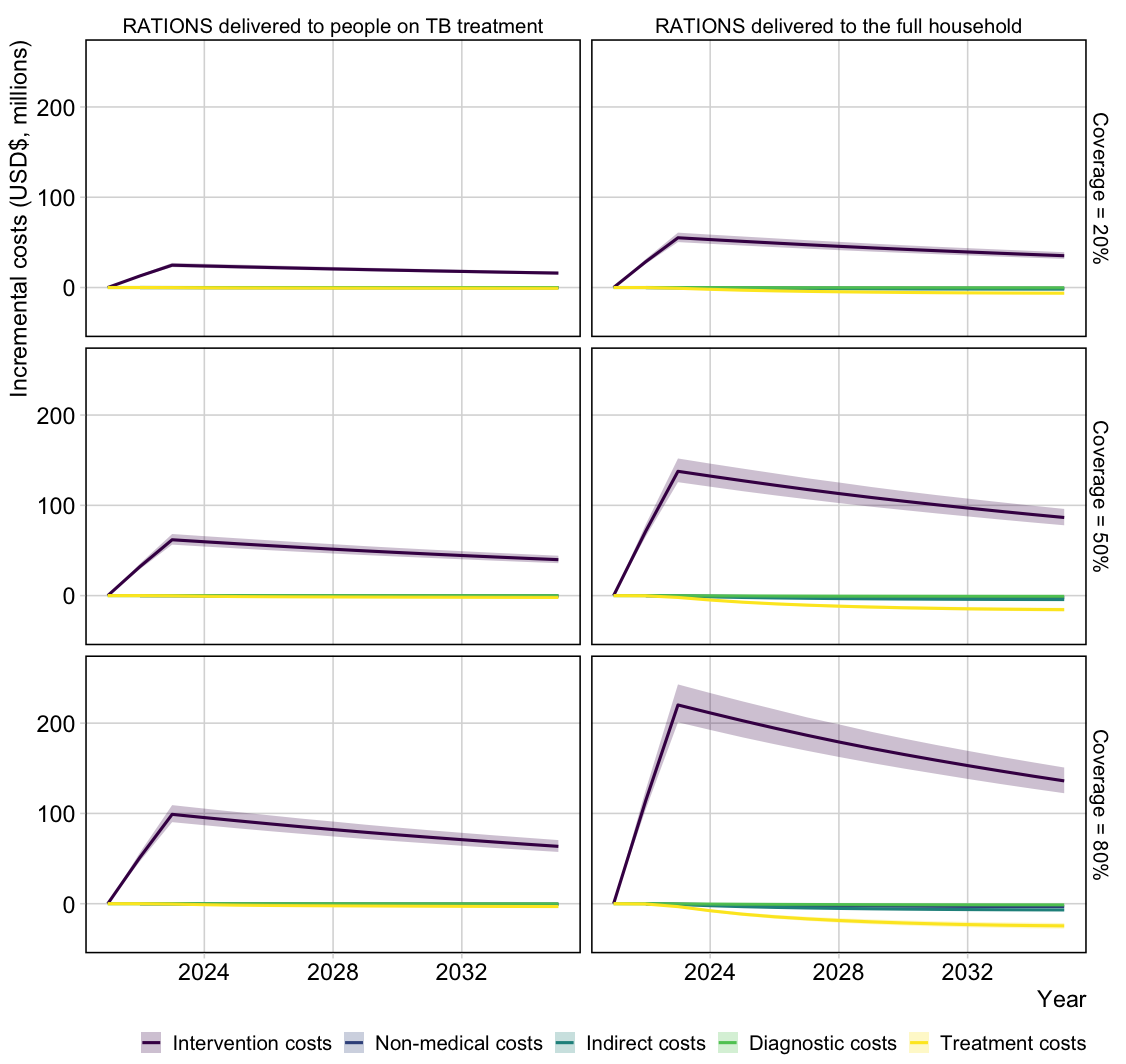 RATIONS delivered to people on TB treatment
RATIONS delivered to the full household
Incremental costs (USD$, millions)
200
100
0
Coverage = 20%
200
100
0
Coverage = 50%
200
100
0
Coverage = 80%
2024 2028 2032
2024 2028 2032
Year
Intervention costs Non-medical costs Indirect costs Diagnostic costs Treatment costs